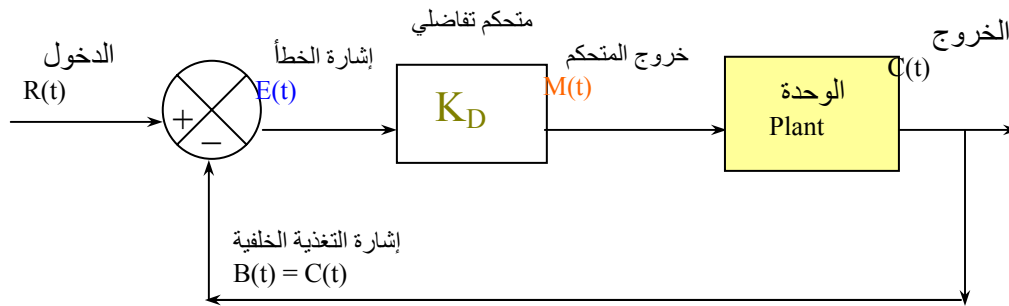 الدخول
R(t)
+
−
إشارة الخطأ
E(t)
متحكم تفاضلي
K_D
خروج المتحكم
M(t)
الوحدة
Plant
الخروج
C(t)
إشارة التغذية الخلفية
B(t) = C(t)